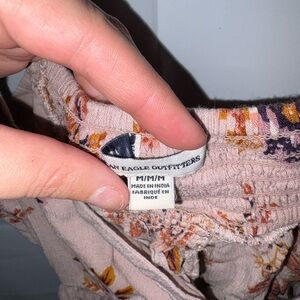 AN EAGLE OUTFITTERS
M/M/M
MADE IN INDIA
FABRIQUÉ EN
INDE